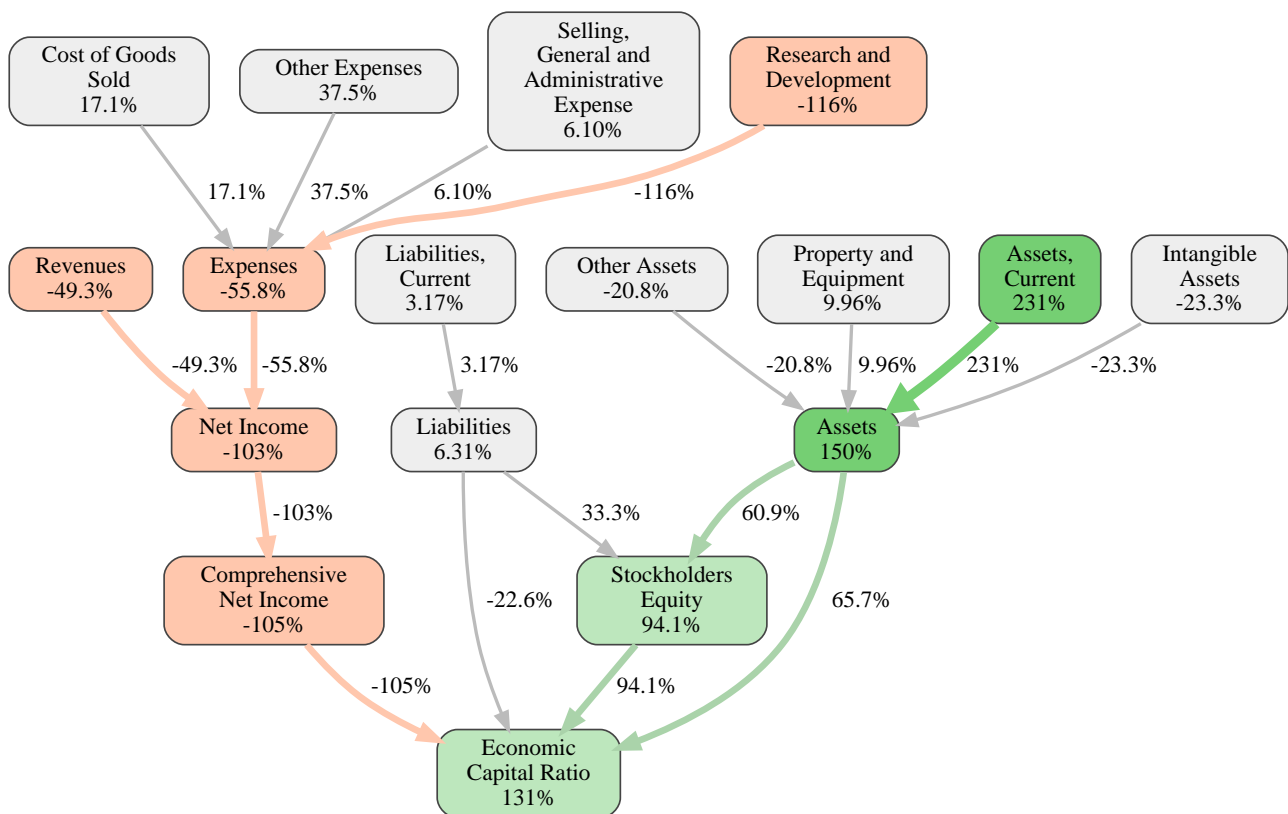 Cost of Goods
Sold
17.1%
Other Expenses
37.5%
Selling,
General and
Administrative
Expense
6.10%
Research and
Development
-116%
17.1%
37.5%
6.10%
-116%
Revenues
-49.3%
Expenses
-55.8%
Liabilities,
Current
3.17%
Other Assets
-20.8%
Property and
Equipment
9.96%
Assets,
Current
231%
Intangible
Assets
-23.3%
-49.3%
-55.8%
3.17%
-20.8%
9.96%
231%
-23.3%
Net Income
-103%
Liabilities
6.31%
Assets
150%
-103%
33.3%
60.9%
Comprehensive
Net Income
-105%
-22.6%
Stockholders
Equity
94.1%
65.7%
-105%
94.1%
Economic
Capital Ratio
131%